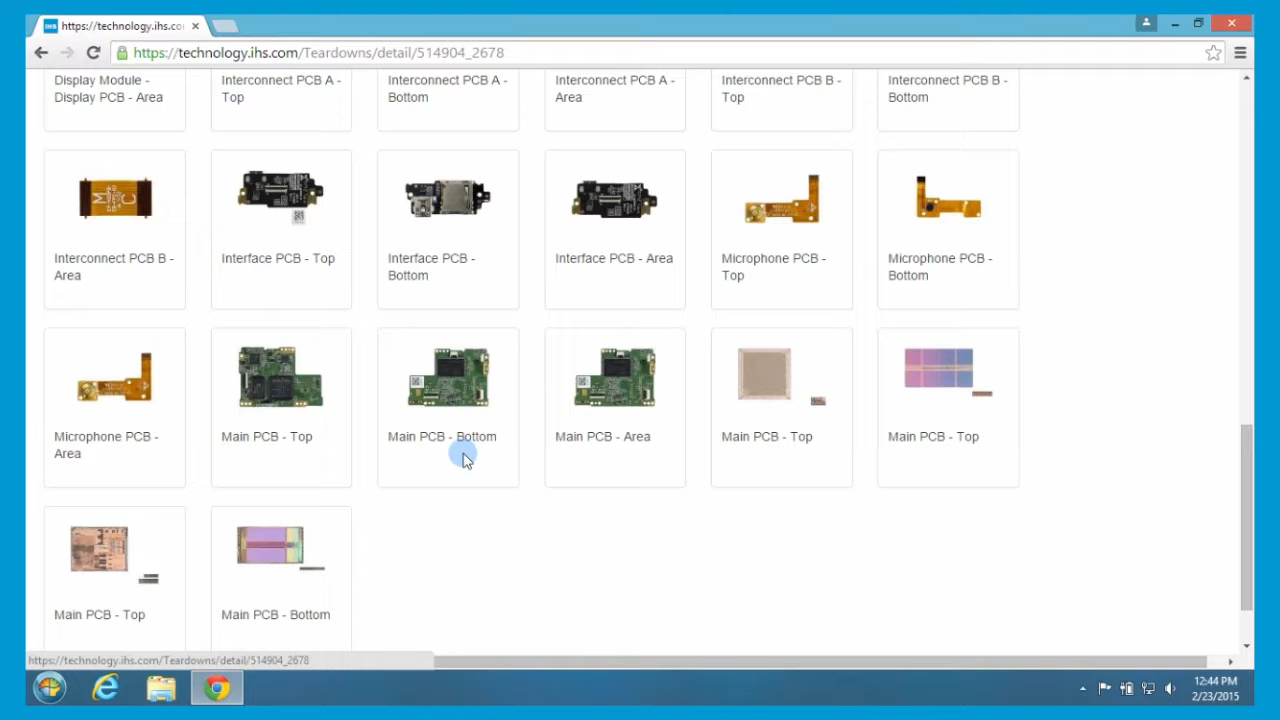 IHS https://technology.ihs.co
https://technology.ihs.com/Teardowns/detail/514904_2678
Display Module -
Display PCB - Area
Interconnect PCB A -
Top
Interconnect PCB A -
Bottom
Interconnect PCB A -
Area
Interconnect PCB B -
Top
Interconnect PCB B -
Bottom
M
C
Interconnect PCB B -
Area
Interface PCB - Top
Interface PCB -
Bottom
Interface PCB - Area
Microphone PCB -
Top
Microphone PCB -
Bottom
Microphone PCB -
Area
Main PCB - Top
Main PCB - Bottom
Main PCB - Area
Main PCB - Top
Main PCB - Top
Main PCB - Top
Main PCB - Bottom
https://technology.ihs.com/Teardowns/detail/514904_2678
12:44 PM
2/23/2015